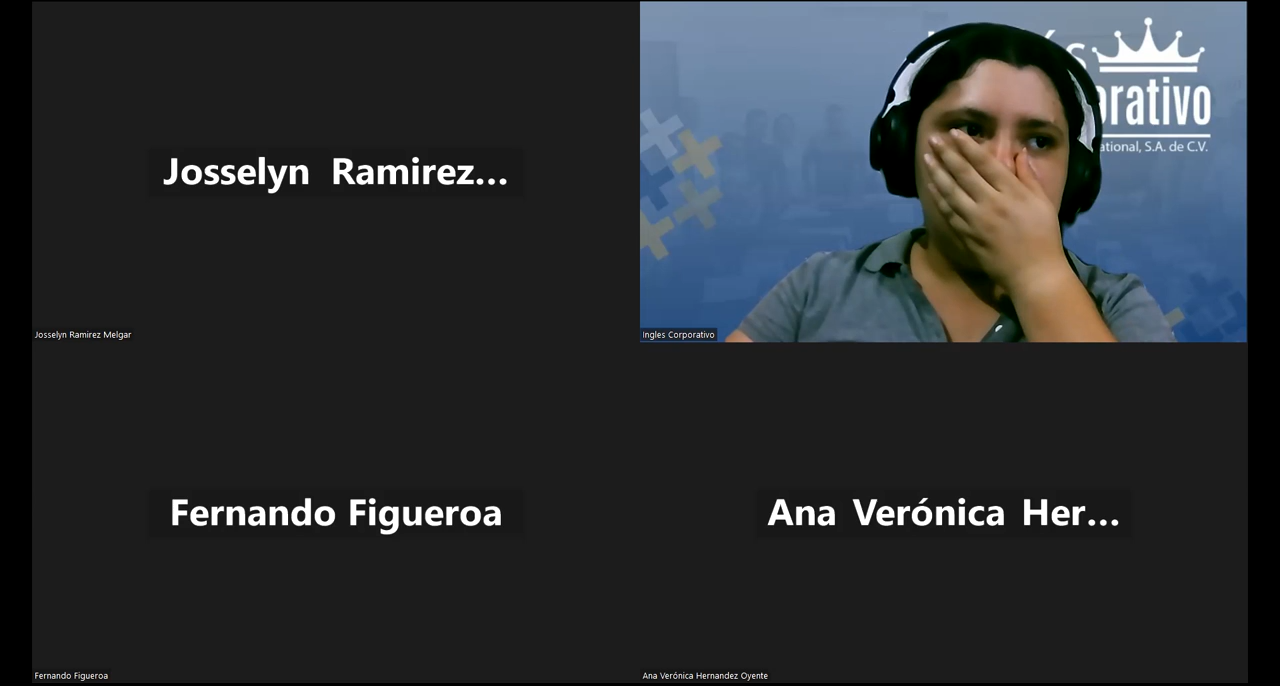 Josselyn Ramirez...
Josselyn Ramirez Melgar
ational, S.A. de C.V.
Ingles Corporativo
Fernando Figueroa
Fernando Figueroa
Ana Verónica Her...
Ana Verónica Hernandez Oyente